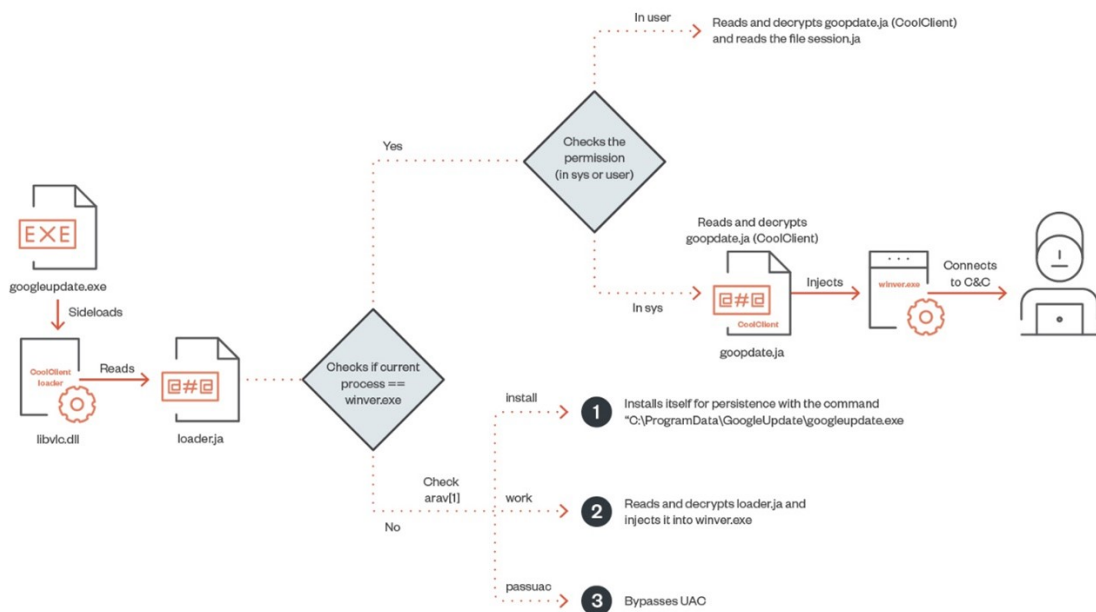 In user
Reads and decrypts goopdate.ja (CoolClient)
and reads the file session.ja
Checks the
permission
(in sys or user)
Yes
EXE
googleupdate.exe
Sideloads
CoolClient
loader
libvlc.dll
Reads
@#@
loader.ja
Checks if current
process ==
winver.exe
In sys
Reads and decrypts
goopdate.ja (CoolClient)
@#@
CoolClient
goopdate.ja
Injects
winver.exe
Connects
to C&C
No
Check
arav[1]
install
1
Installs itself for persistence with the command
"C:\ProgramData\GoogleUpdate\googleupdate.exe
work
2
Reads and decrypts loader.ja and
injects it into winver.exe
passuac
3
Bypasses UAC